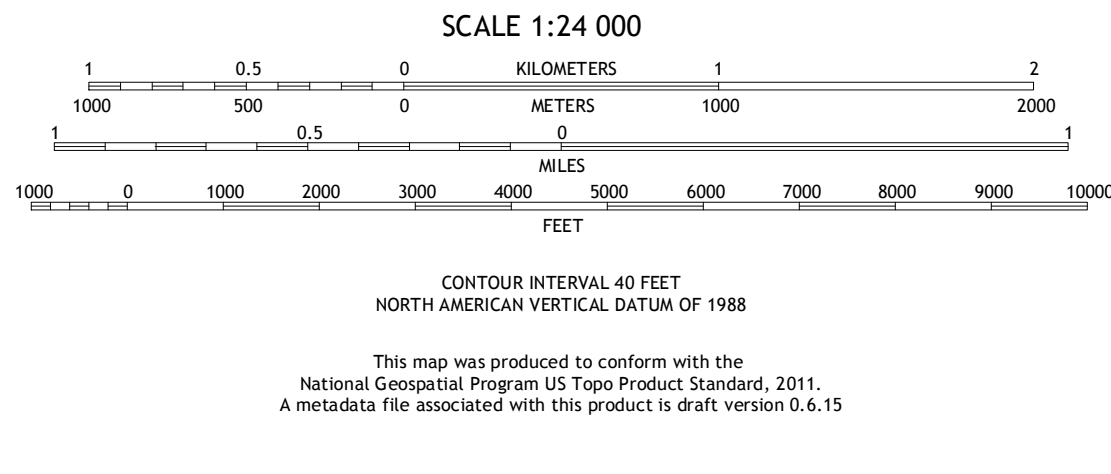 SCALE 1:24 000
1 0.5 0 KILOMETERS 1 2
1000 500 0 METERS 1000 2000
1 0.5 0 1
MILES
1000 0 1000 2000 3000 4000 5000 6000 7000 8000 9000 10000
FEET
CONTOUR INTERVAL 40 FEET
NORTH AMERICAN VERTICAL DATUM OF 1988
This map was produced to conform with the
National Geospatial Program US Topo Product Standard, 2011.
A metadata file associated with this product is draft version 0.6.15